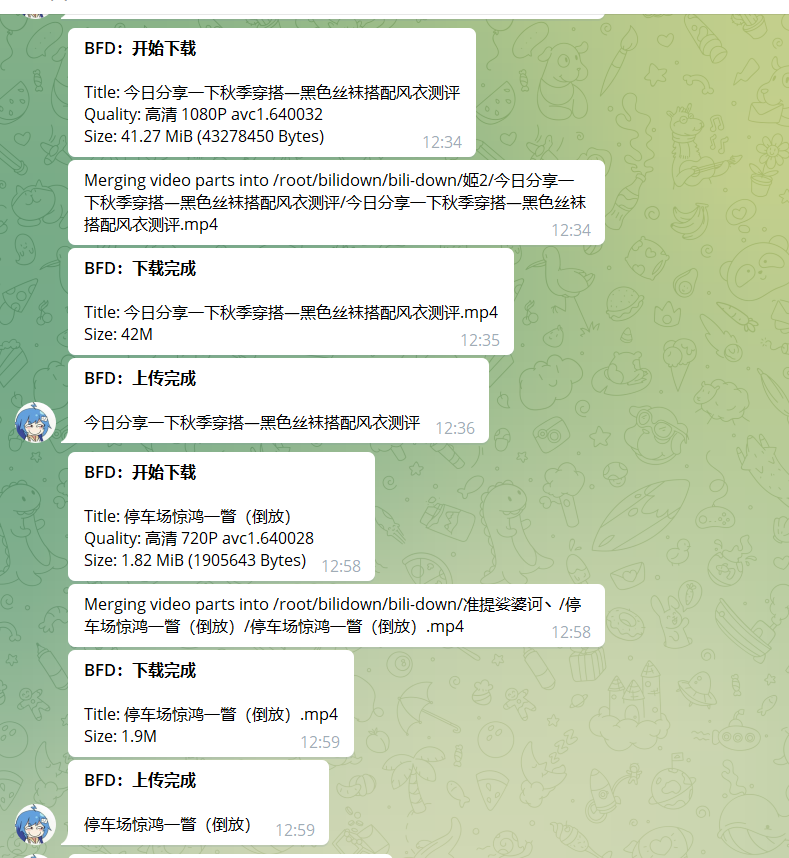 BFD：开始下载
Title: 今日分享一下秋季穿搭—黑色丝袜搭配风衣测评
Quality: 高清 1080P avc1.640032
Size: 41.27 MiB (43278450 Bytes)
12:34
Merging video parts into /root/bilidown/bili-down/姬2/今日分享一
下秋季穿搭—黑色丝袜搭配风衣测评/今日分享一下秋季穿搭—黑色丝袜
搭配风衣测评.mp4
12:34
BFD：下载完成
Title: 今日分享一下秋季穿搭—黑色丝袜搭配风衣测评.mp4
Size: 42M
12:35
BFD：上传完成
今日分享一下秋季穿搭—黑色丝袜搭配风衣测评
12:36
BFD：开始下载
Title: 停车场惊鸿一瞥（倒放）
Quality: 高清 720P avc1.640028
Size: 1.82 MiB (1905643 Bytes)
12:58
Merging video parts into /root/bilidown/bili-down/准提娑婆诃丶/停
车场惊鸿一瞥（倒放）/停车场惊鸿一瞥（倒放）.mp4
12:58
BFD：下载完成
Title: 停车场惊鸿一瞥（倒放）.mp4
Size: 1.9M
12:59
BFD：上传完成
停车场惊鸿一瞥（倒放）
12:59